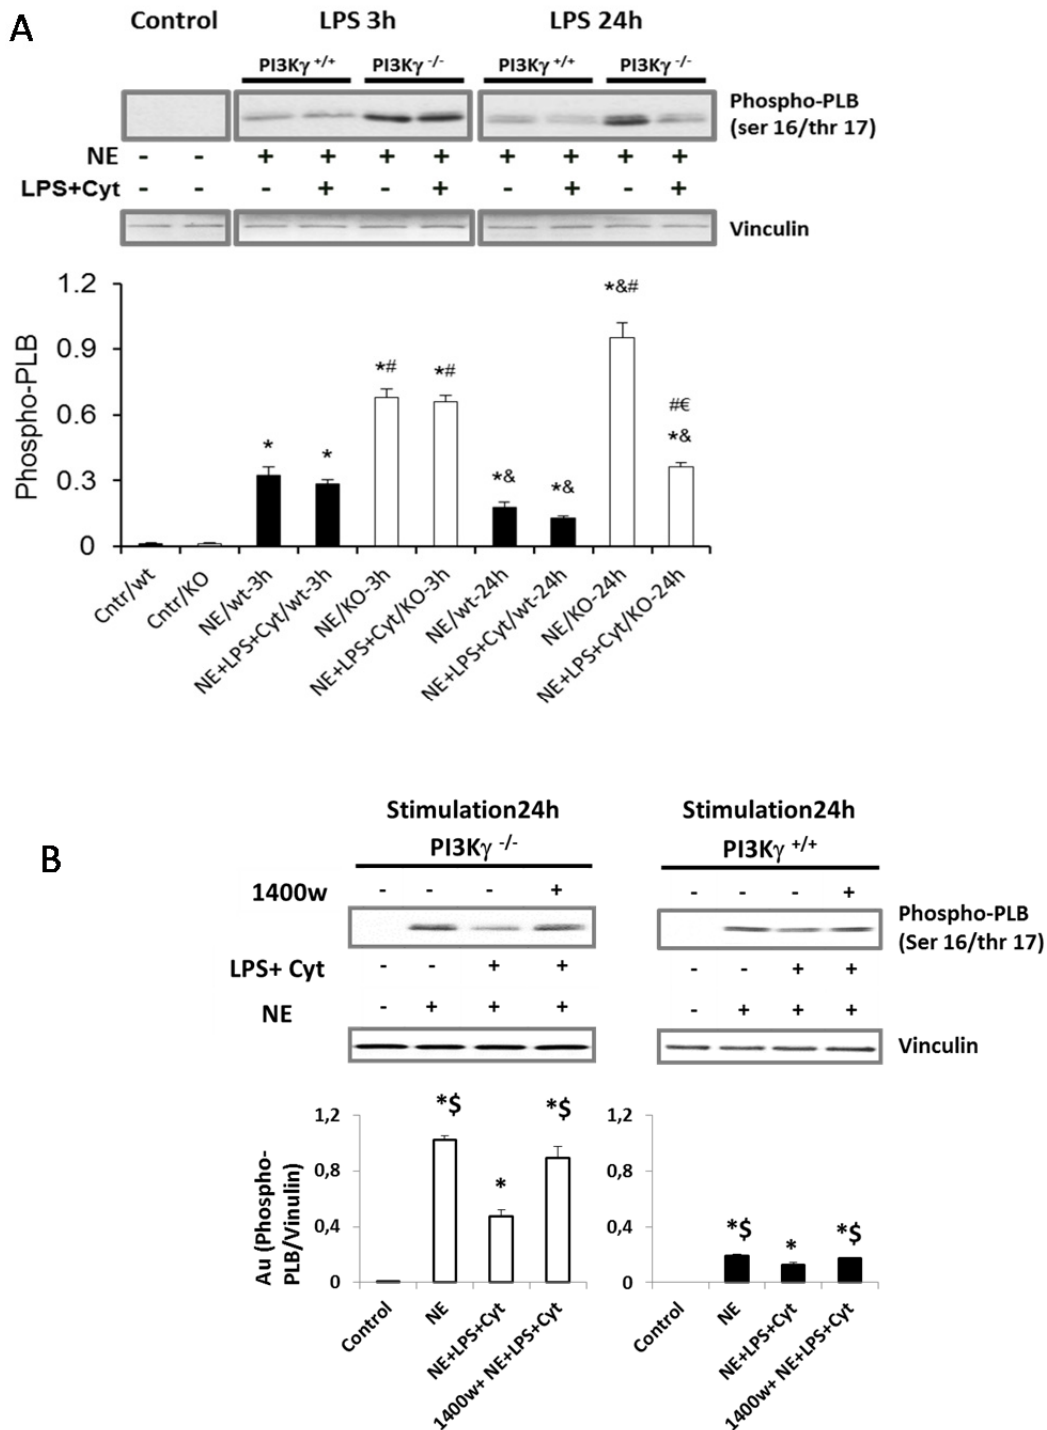 A
Control LPS 3h LPS 24h
PI3Kγ +/+ PI3Kγ -/- PI3Kγ +/+ PI3Kγ -/-
Phospho-PLB
(ser 16/thr 17)
NE - - + + + + + + + +
LPS+Cyt - - - + - + - + - +
Vinculin
Phospho-PLB
1.2
0.9
0.6
0.3
0
* * *# *# *& *& *&# #€
*&
Cntr/wt
Cntr/KO
NE/wt-3h
NE+LPS+Cyt/wt-3h
NE/KO-3h
NE+LPS+Cyt/KO-3h
NE/wt-24h
NE+LPS+Cyt/wt-24h
NE/KO-24h
NE+LPS+Cyt/KO-24h
B
Stimulation24h Stimulation24h
PI3Kγ -/- PI3Kγ +/+
1400w - - - + - - - +
Phospho-PLB
(Ser 16/thr 17)
LPS+ Cyt - - + + - - + +
NE - + + + - + + +
Vinculin
Au (Phospho-
PLB/Vinulin)
1,2
0,8
0,4
0
*$ * *$
Control
NE
NE+LPS+Cyt
1400w+ NE+LPS+Cyt
1,2
0,8
0,4
0
*$ * *$
Control
NE
NE+LPS+Cyt
1400w+ NE+LPS+Cyt